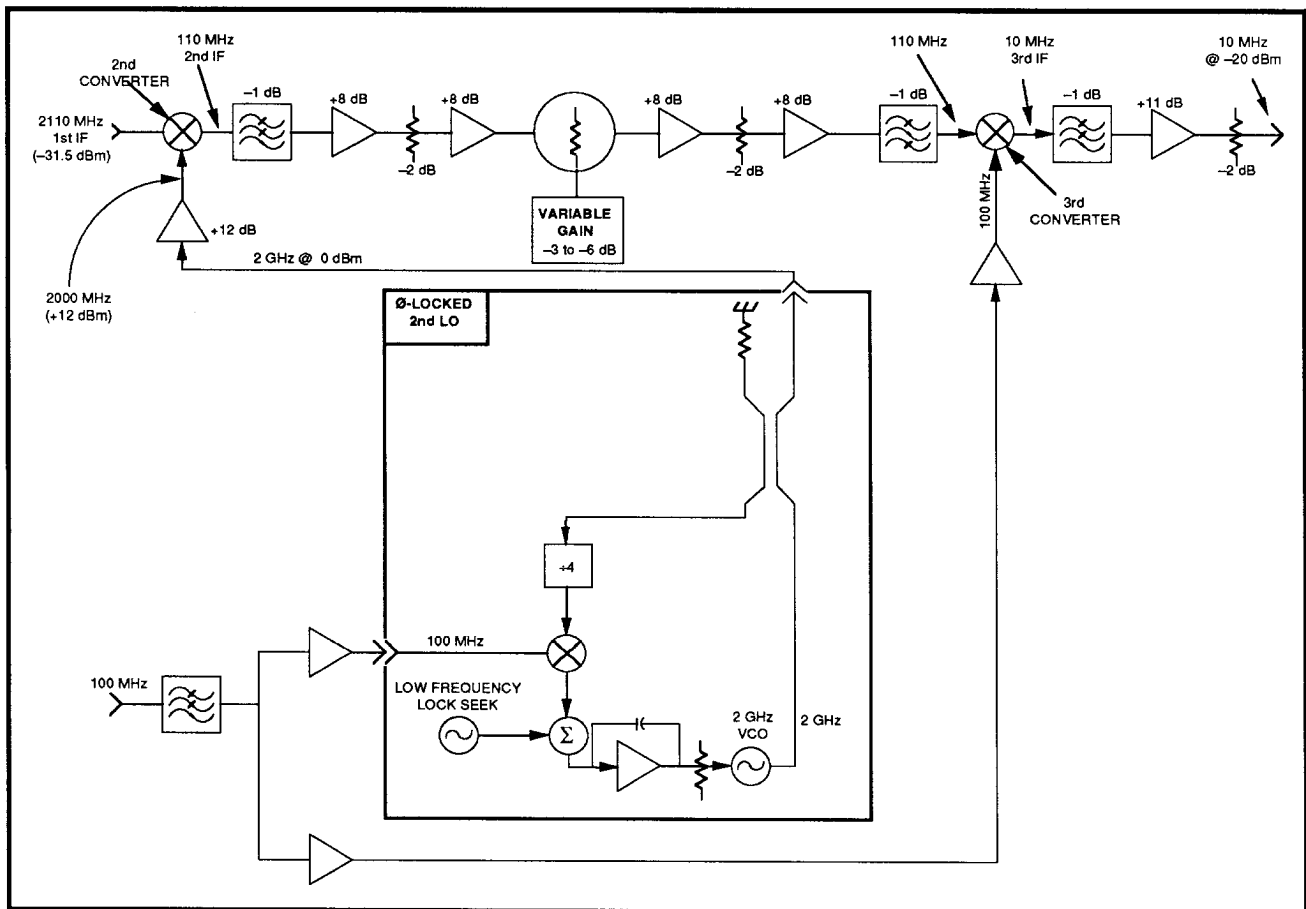 110 MHz
2nd IF
2nd
CONVERTER
2110 MHz
1st IF
(–31.5 dBm)
–1 dB
+8 dB
–2 dB
+8 dB
VARIABLE
GAIN
–3 to –6 dB
+8 dB
–2 dB
+8 dB
110 MHz
–1 dB
10 MHz
3rd IF
–1 dB
+11 dB
–2 dB
10 MHz
@ –20 dBm
100 MHz
3rd
CONVERTER
+12 dB
2 GHz @ 0 dBm
2000 MHz
(+12 dBm)
Ø-LOCKED
2nd LO
÷4
100 MHz
100 MHz
LOW FREQUENCY
LOCK SEEK
Σ
2 GHz
VCO
2 GHz